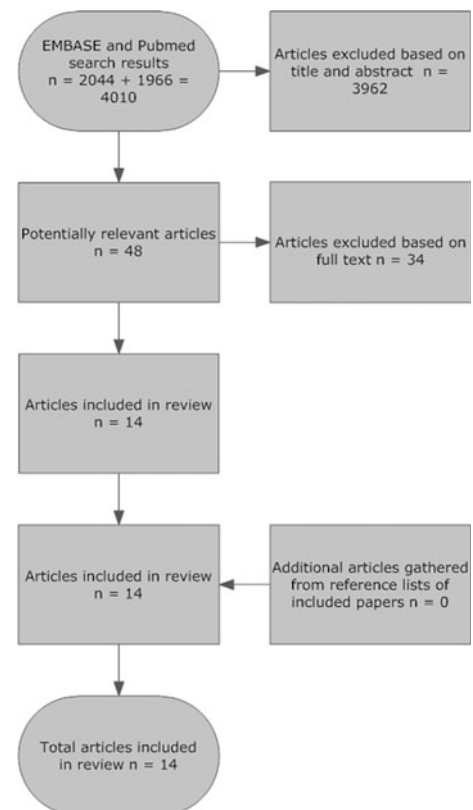 EMBASE and Pubmed
search results
n = 2044 + 1966 =
4010
Articles excluded based on
title and abstract n =
3962
Potentially relevant articles
n = 48
Articles excluded based on
full text n = 34
Articles included in review
n = 14
Articles included in review
n = 14
Additional articles gathered
from reference lists of
included papers n = 0
Total articles included
in review n = 14